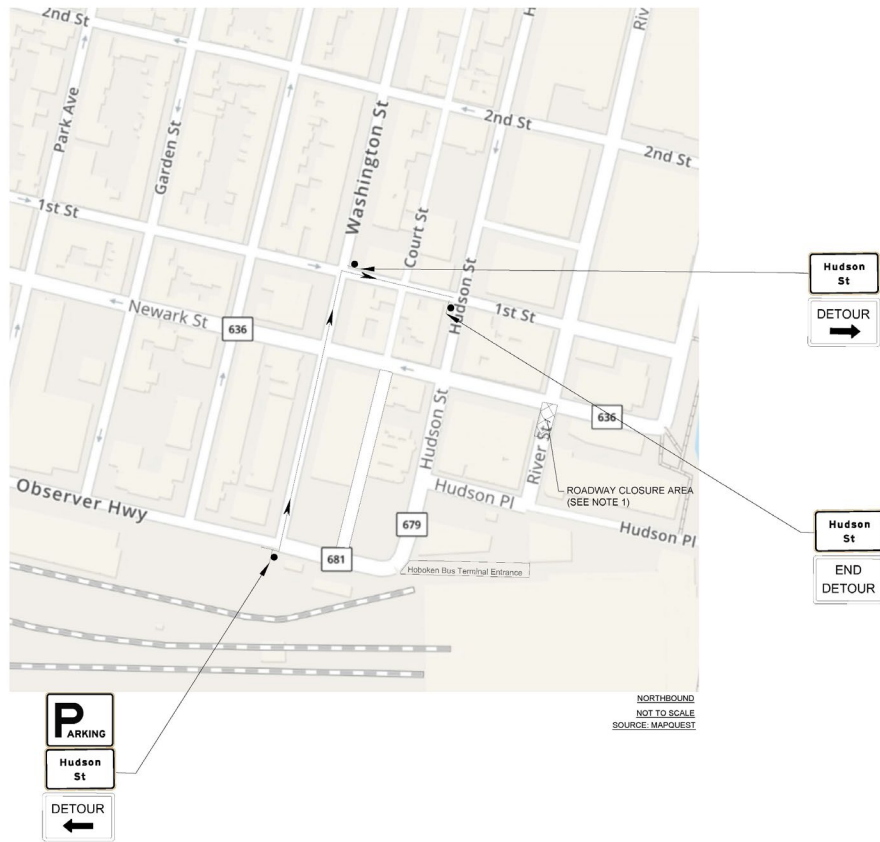 2nd St
Riv
H
Park Ave
Garden St
Washington St
2nd St
2nd St
1st St
Court St
Hudson St
Hudson
St
DETOUR
1st St
Newark St
636
636
Hudson St
River St
ROADWAY CLOSURE AREA
(SEE NOTE 1)
Observer Hwy
Hudson Pl
679
Hudson Pl
Hudson
St
END
DETOUR
681
Hoboken Bus Terminal Entrance
NORTHBOUND
NOT TO SCALE
SOURCE: MAPQUEST
PARKING
Hudson
St
DETOUR